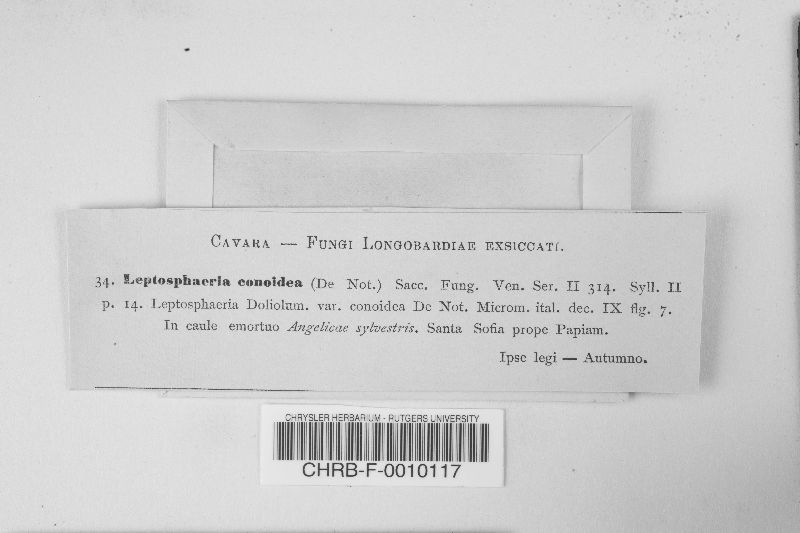 CAVARA — FUNGI LONGOBARDIAE EXSICCATI.
34. Leptosphaeria conoidea (De Not.) Sacc. Fung. Ven. Ser. II 314. Syll. II
p. 14. Leptosphaeria Doliolum. var. conoidea De Not. Microm. ital. dec. IX fig. 7.
In caule emortuo Angelicae sylvestris. Santa Sofia prope Papiam.
Ipse legi — Autumno.
CHRYSLER HERBARIUM - RUTGERS UNIVERSITY
CHRB-F-0010117